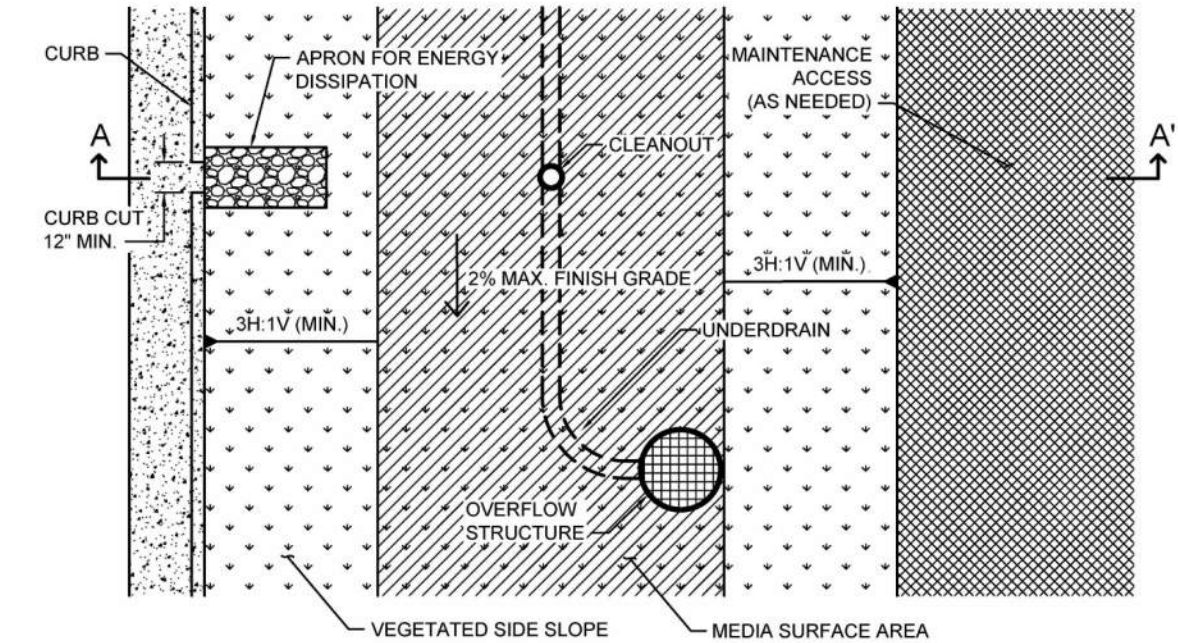 CURB
APRON FOR ENERGY
DISSIPATION
MAINTENANCE
ACCESS
(AS NEEDED)
A
A'
CLEANOUT
CURB CUT
12" MIN.
2% MAX. FINISH GRADE
3H:1V (MIN.)
3H:1V (MIN.)
UNDERDRAIN
OVERFLOW
STRUCTURE
VEGETATED SIDE SLOPE
MEDIA SURFACE AREA